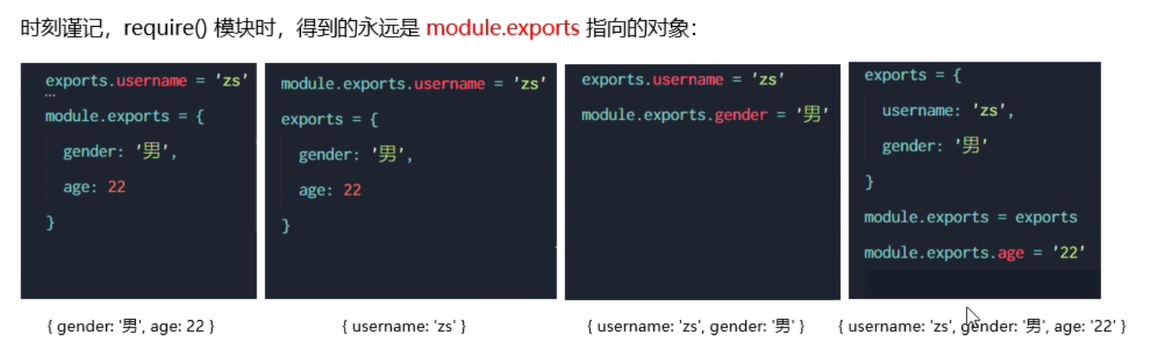 时刻谨记，require() 模块时，得到的永远是 module.exports 指向的对象：
exports.username = 'zs'
module.exports = {
gender: '男',
age: 22
}
{ gender: '男', age: 22 }
module.exports.username = 'zs'
exports = {
gender: '男',
age: 22
}
{ username: 'zs' }
exports.username = 'zs'
module.exports.gender = '男'
{ username: 'zs', gender: '男' }
exports = {
username: 'zs',
gender: '男'
}
module.exports = exports
module.exports.age = '22'
{ username: 'zs', gender: '男', age: '22' }